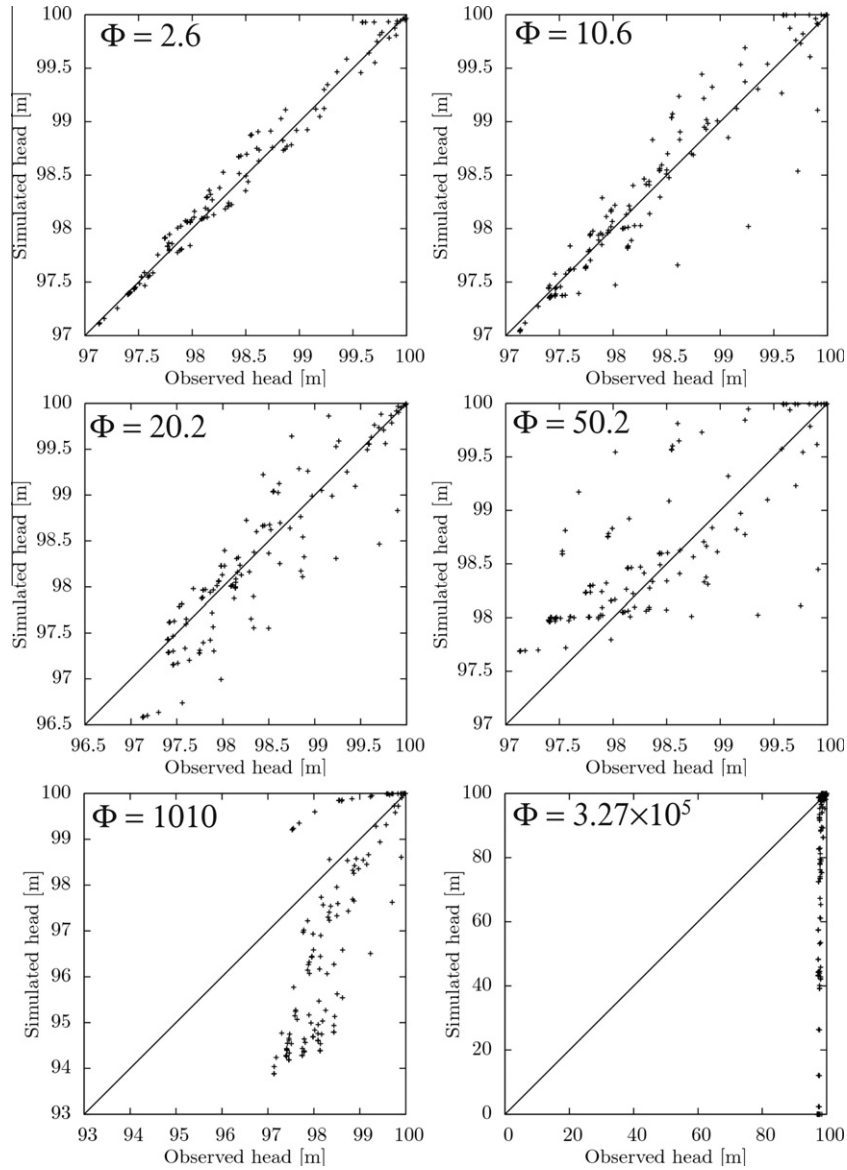 Φ = 2.6
100
99.5
99
98.5
98
97.5
97
Simulated head [m]
97 97.5 98 98.5 99 99.5 100
Observed head [m]
Φ = 10.6
100
99.5
99
98.5
98
97.5
97
Simulated head [m]
97 97.5 98 98.5 99 99.5 100
Observed head [m]
Φ = 20.2
100
99.5
99
98.5
98
97.5
97
96.5
Simulated head [m]
96.5 97 97.5 98 98.5 99 99.5 100
Observed head [m]
Φ = 50.2
100
99.5
99
98.5
98
97.5
97
Simulated head [m]
97 97.5 98 98.5 99 99.5 100
Observed head [m]
Φ = 1010
100
99
98
97
96
95
94
93
Simulated head [m]
93 94 95 96 97 98 99 100
Observed head [m]
Φ = 3.27×10⁵
100
80
60
40
20
0
Simulated head [m]
0 20 40 60 80 100
Observed head [m]